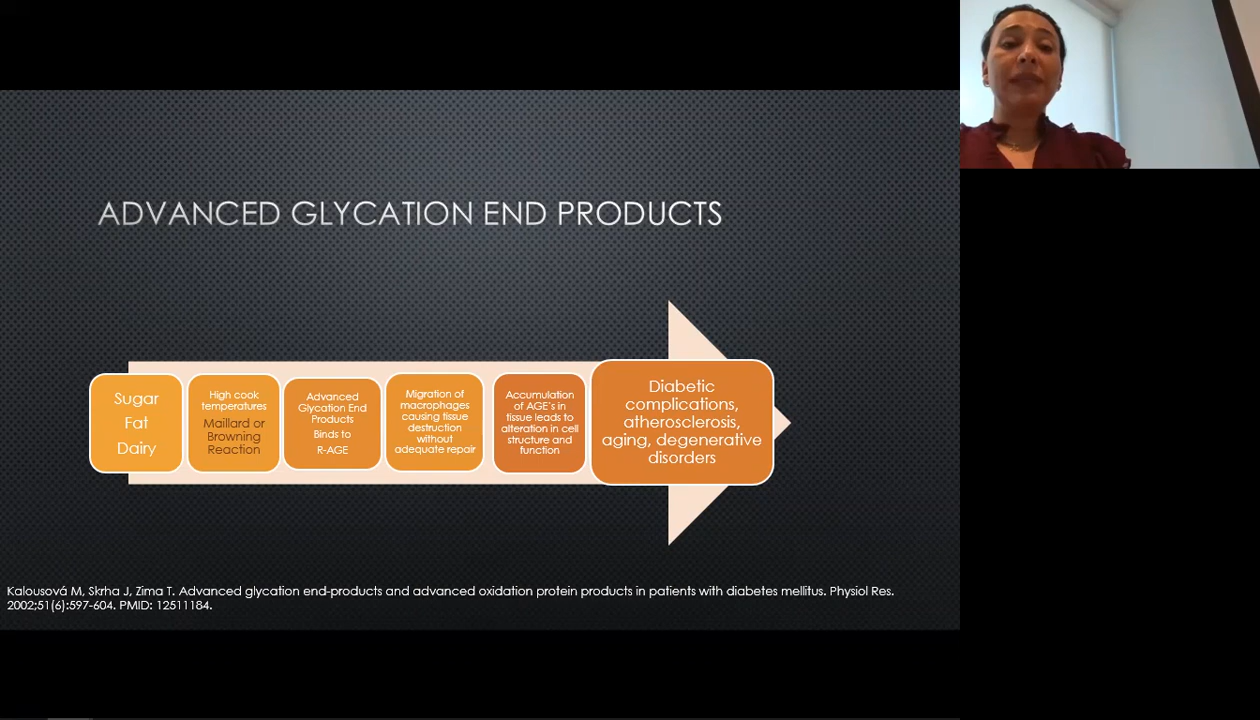 ADVANCED GLYCATION END PRODUCTS
Sugar
Fat
Dairy
High cook
temperatures
Maillard or
Browning
Reaction
Advanced
Glycation End
Products
Binds to
R-AGE
Migration of
macrophages
causing tissue
destruction
without
adequate repair
Accumulation
of AGE's in
tissue leads to
alteration in cell
structure and
function
Diabetic
complications,
atherosclerosis,
aging, degenerative
disorders
Kalousová M, Skrha J, Zima T. Advanced glycation end-products and advanced oxidation protein products in patients with diabetes mellitus. Physiol Res.
2002;51(6):597-604. PMID: 12511184.